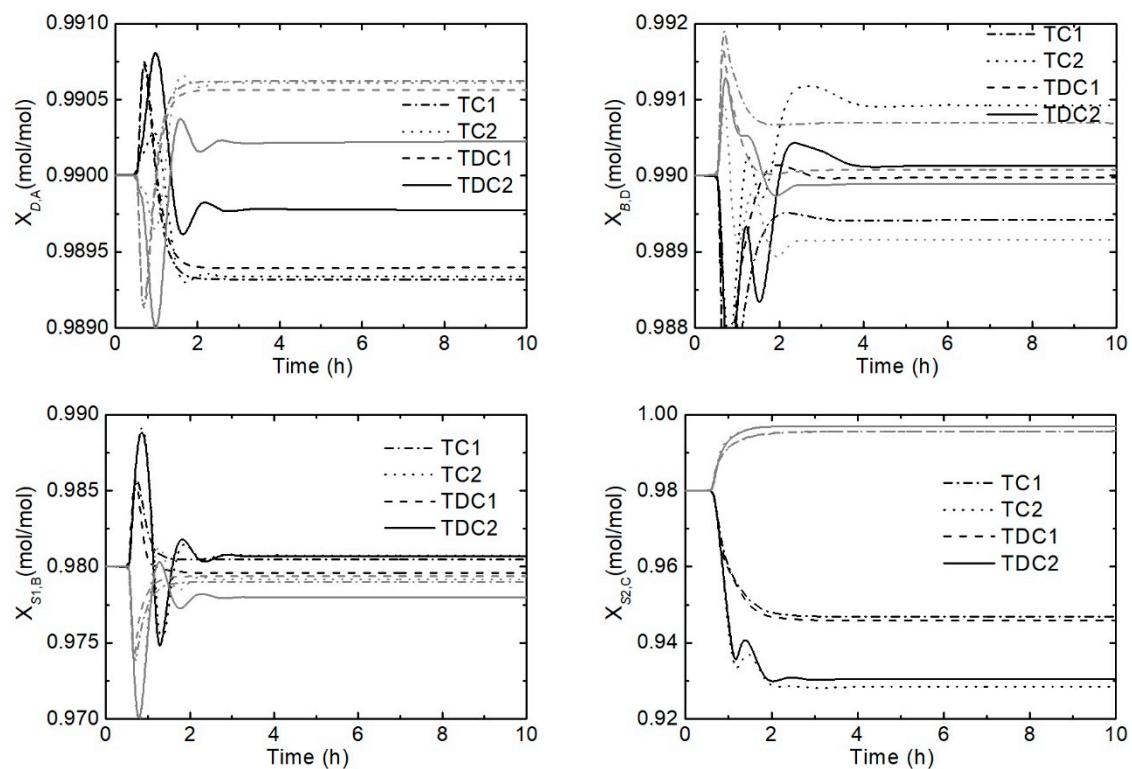 0.9910
0.9905
0.9900
0.9895
0.9890
X_{D,A}(mol/mol)
TC1
TC2
TDC1
TDC2
0 2 4 6 8 10
Time (h)
0.992
0.991
0.990
0.989
0.988
X_{B,D}(mol/mol)
TC1
TC2
TDC1
TDC2
0 2 4 6 8 10
Time (h)
0.990
0.985
0.980
0.975
0.970
X_{S1,B}(mol/mol)
TC1
TC2
TDC1
TDC2
0 2 4 6 8 10
Time (h)
1.00
0.98
0.96
0.94
0.92
X_{S2,C}(mol/mol)
TC1
TC2
TDC1
TDC2
0 2 4 6 8 10
Time (h)